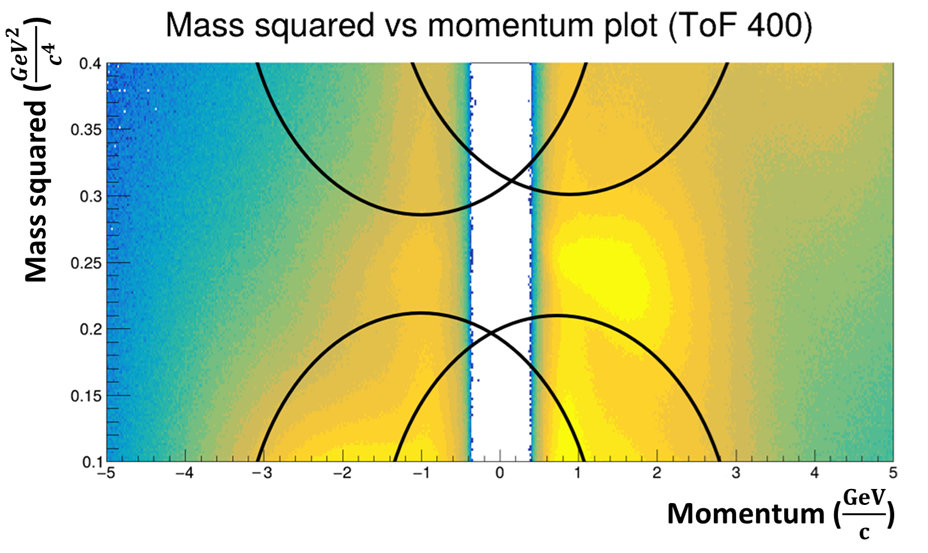 Mass squared vs momentum plot (ToF 400)
Mass squared (GeV²/c⁴)
0.4
0.35
0.3
0.25
0.2
0.15
0.1
−5 −4 −3 −2 −1 0 1 2 3 4 5
Momentum (GeV/c)